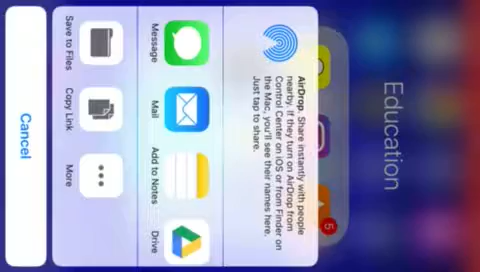 Education
AirDrop. Share instantly with people
nearby. If they turn on AirDrop from
Control Center on iOS or from Finder on
the Mac, you'll see their names here.
Just tap to share.
5
Message
Mail
Add to Notes
Drive
Save to Files
Copy Link
More
Cancel